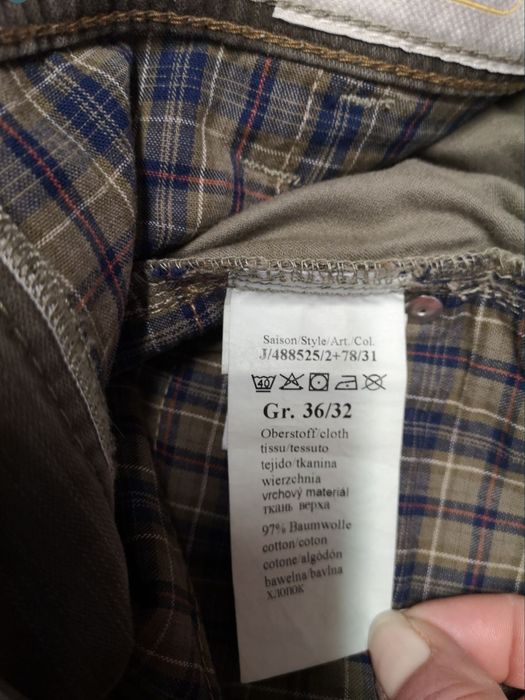 Saison/Style/Art./Col.
J/488525/2+78/31
40
Gr. 36/32
Oberstoff/cloth
tissu/tessuto
tejido/tkanina
wierzchnia
vrchový materiál
ткань верха
97% Baumwolle
cotton/coton
cotone/algodón
bawełna/bavlna
хлопок